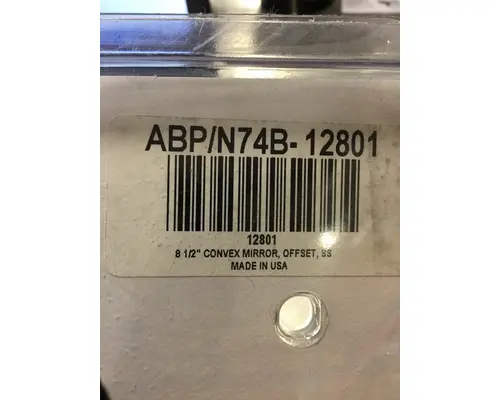 ABP/N74B-12801
12801
8 1/2" CONVEX MIRROR, OFFSET, SS
MADE IN USA